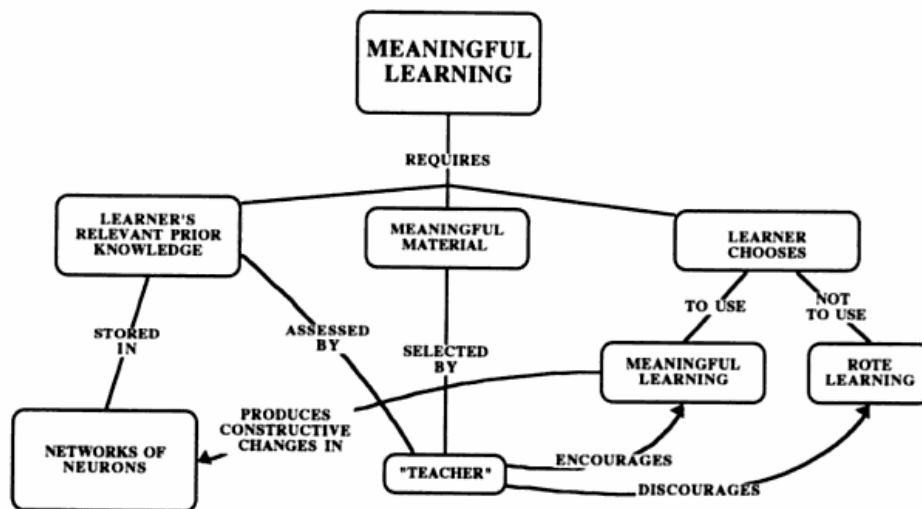 MEANINGFUL
LEARNING
REQUIRES
LEARNER'S
RELEVANT PRIOR
KNOWLEDGE
MEANINGFUL
MATERIAL
LEARNER
CHOOSES
STORED
IN
ASSESSED
BY
SELECTED
BY
TO USE
NOT
TO USE
MEANINGFUL
LEARNING
ROTE
LEARNING
PRODUCES
CONSTRUCTIVE
CHANGES IN
NETWORKS OF
NEURONS
"TEACHER"
ENCOURAGES
DISCOURAGES